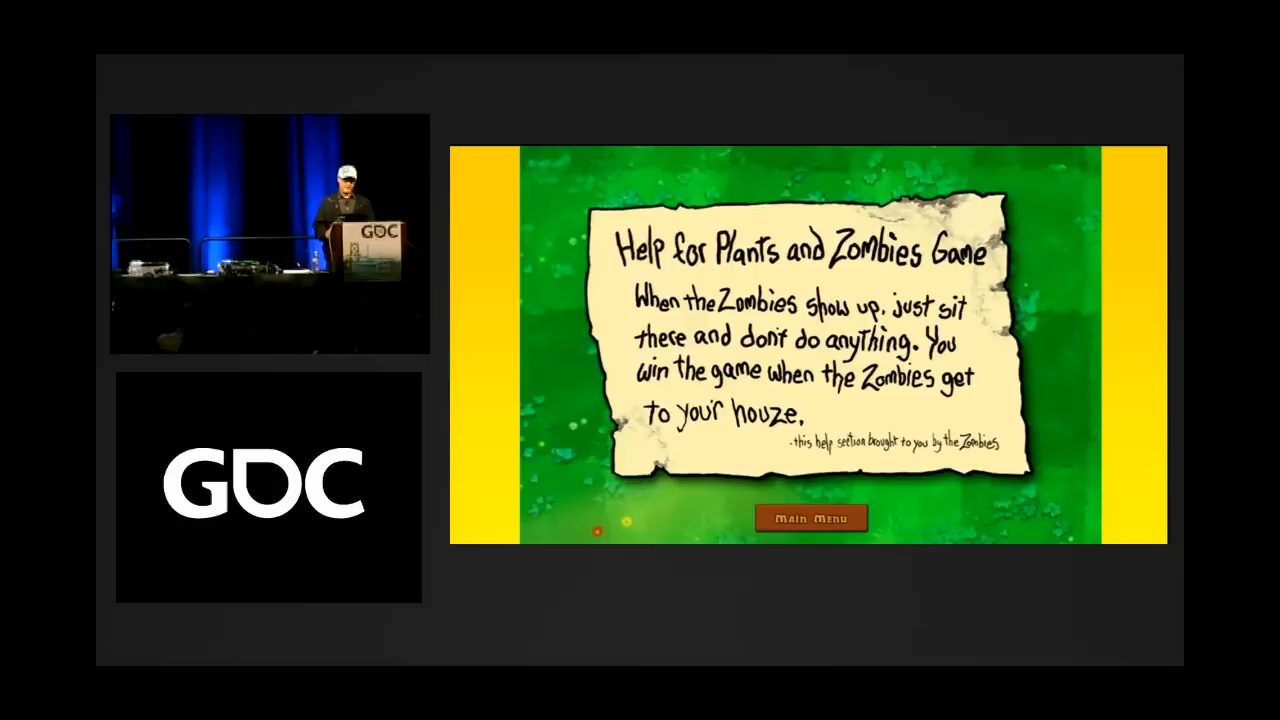 GDC
GDC
Help for Plants and Zombies Game
When the Zombies show up, just sit
there and don't do anything. You
win the game when the Zombies get
to your houze.
-this help section brought to you by the Zombies
Main Menu